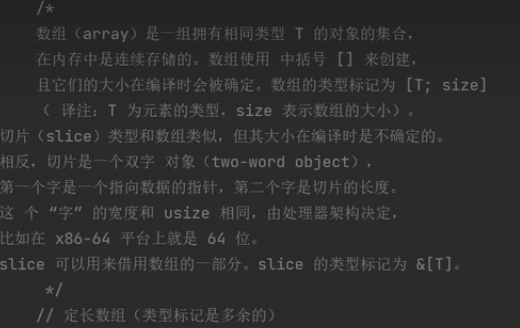 /*
数组（array）是一组拥有相同类型 T 的对象的集合，
在内存中是连续存储的。数组使用 中括号 [] 来创建，
且它们的大小在编译时会被确定。数组的类型标记为 [T; size]
（ 译注：T 为元素的类型，size 表示数组的大小）。
切片（slice）类型和数组类似，但其大小在编译时是不确定的。
相反，切片是一个双字 对象（two-word object），
第一个字是一个指向数据的指针，第二个字是切片的长度。
这 个 “字” 的宽度和 usize 相同，由处理器架构决定，
比如在 x86-64 平台上就是 64 位。
slice 可以用来借用数组的一部分。slice 的类型标记为 &[T]。
*/
// 定长数组（类型标记是多余的）